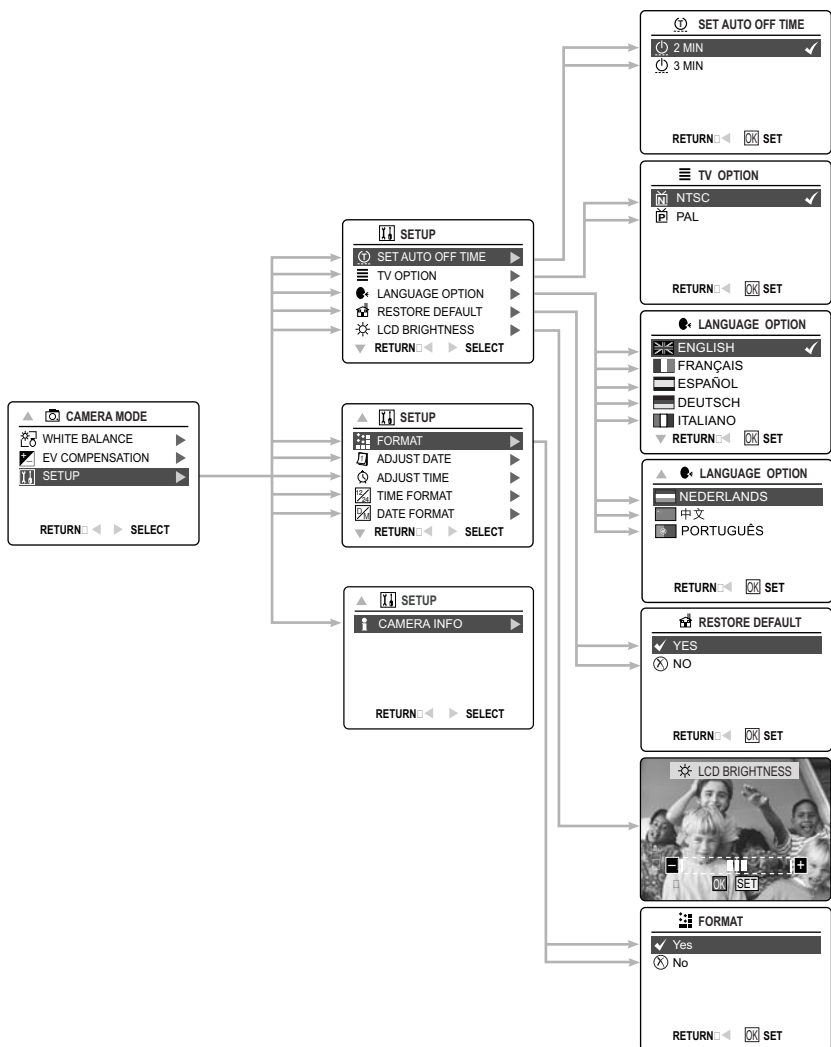 CAMERA MODE
WHITE BALANCE
EV COMPENSATION
SETUP
RETURN SELECT
SETUP
SET AUTO OFF TIME
TV OPTION
LANGUAGE OPTION
RESTORE DEFAULT
LCD BRIGHTNESS
RETURN SELECT
SETUP
FORMAT
ADJUST DATE
ADJUST TIME
12/24 TIME FORMAT
D/M DATE FORMAT
RETURN SELECT
SETUP
CAMERA INFO
RETURN SELECT
SET AUTO OFF TIME
2 MIN
3 MIN
RETURN OK SET
TV OPTION
N NTSC
P PAL
RETURN OK SET
LANGUAGE OPTION
ENGLISH
FRANÇAIS
ESPAÑOL
DEUTSCH
ITALIANO
RETURN OK SET
LANGUAGE OPTION
NEDERLANDS
中文
PORTUGUÊS
RETURN OK SET
RESTORE DEFAULT
YES
NO
RETURN OK SET
LCD BRIGHTNESS
OK SET
FORMAT
Yes
No
RETURN OK SET